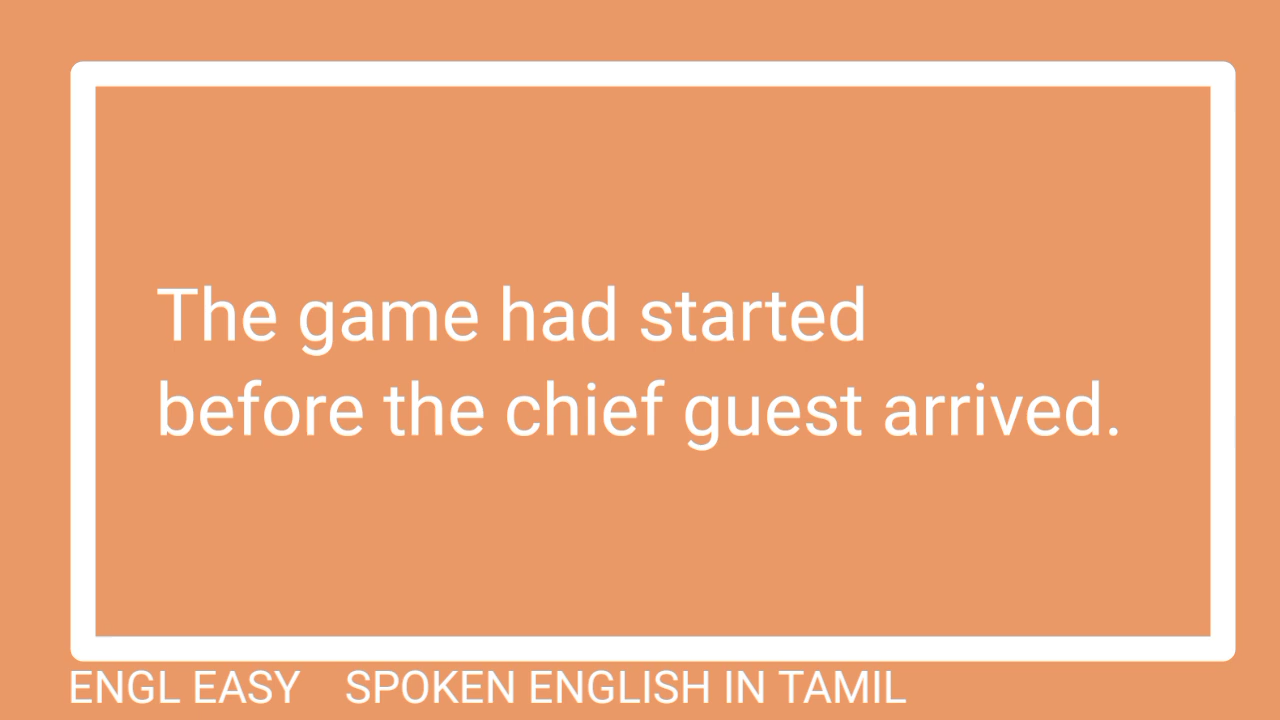 The game had started
before the chief guest arrived.
ENGL EASY SPOKEN ENGLISH IN TAMIL